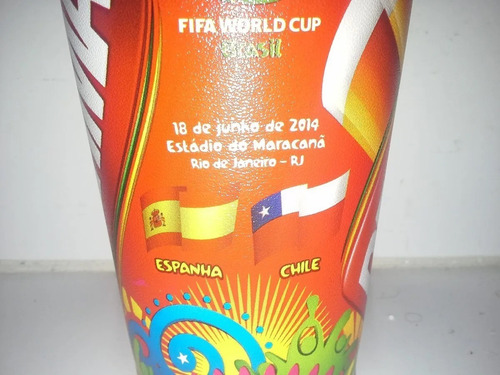 FIFA WORLD CUP
Brasil
18 de junho de 2014
Estádio do Maracanã
Rio de Janeiro - RJ
ESPANHA
CHILE